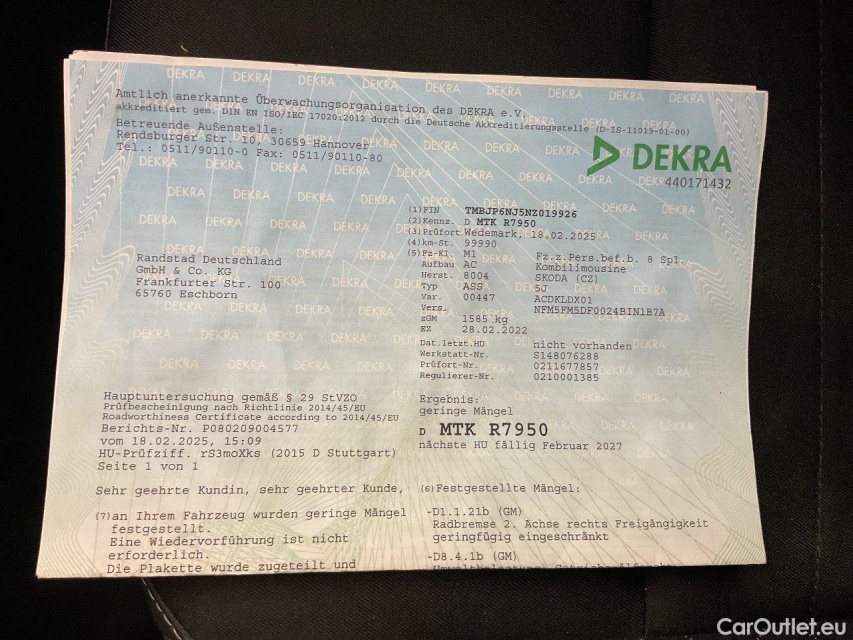 Amtlich anerkannte Überwachungsorganisation des DEKRA e.V.
akkreditiert gem. DIN EN ISO/IEC 17020:2012 durch die Deutsche Akkreditierungsstelle (D-IS-11019-01-00)
Betreuende Außenstelle:
Rendsburger Str. 10, 30659 Hannover
Tel.: 0511/90110-0 Fax: 0511/90110-80
DEKRA
440171432
(1) FIN TMBJP6NJ5NZ019926
(2) Kennz. D MTK R7950
(3) Prüfort Wedemark, 18.02.2025
(4) km-St. 99990
(5) Fz-Kl. M1 Fz.z.Pers.bef.b. 8 Spl.
Aufbau AC Kombilimousine
Herst. 8004 SKODA (CZ)
Typ ASS 5J
Var. 00447 ACDKLDX01
Vers. NFM5FM5DF0024BIN1B7A
zGM 1585 kg
EZ 28.02.2022
Dat.letzt.HU nicht vorhanden
Werkstatt-Nr. S148076288
Prüfort-Nr. 0211677857
Regulierer-Nr. 0210001385
Randstad Deutschland
GmbH & Co. KG
Frankfurter Str. 100
65760 Eschborn
Hauptuntersuchung gemäß § 29 StVZO
Prüfbescheinigung nach Richtlinie 2014/45/EU
Roadworthiness Certificate according to 2014/45/EU
Berichts-Nr. P080209004577
vom 18.02.2025, 15:09
HU-Prüfziff. rS3moXks (2015 D Stuttgart)
Seite 1 von 1
Ergebnis:
geringe Mängel
D MTK R7950
nächste HU fällig Februar 2027
Sehr geehrte Kundin, sehr geehrter Kunde,
(7) an Ihrem Fahrzeug wurden geringe Mängel
festgestellt.
Eine Wiedervorführung ist nicht
erforderlich.
Die Plakette wurde zugeteilt und
(6) Festgestellte Mängel:
-D1.1.21b (GM)
Radbremse 2. Achse rechts Freigängigkeit
geringfügig eingeschränkt
-D8.4.1b (GM)
CarOutlet.eu